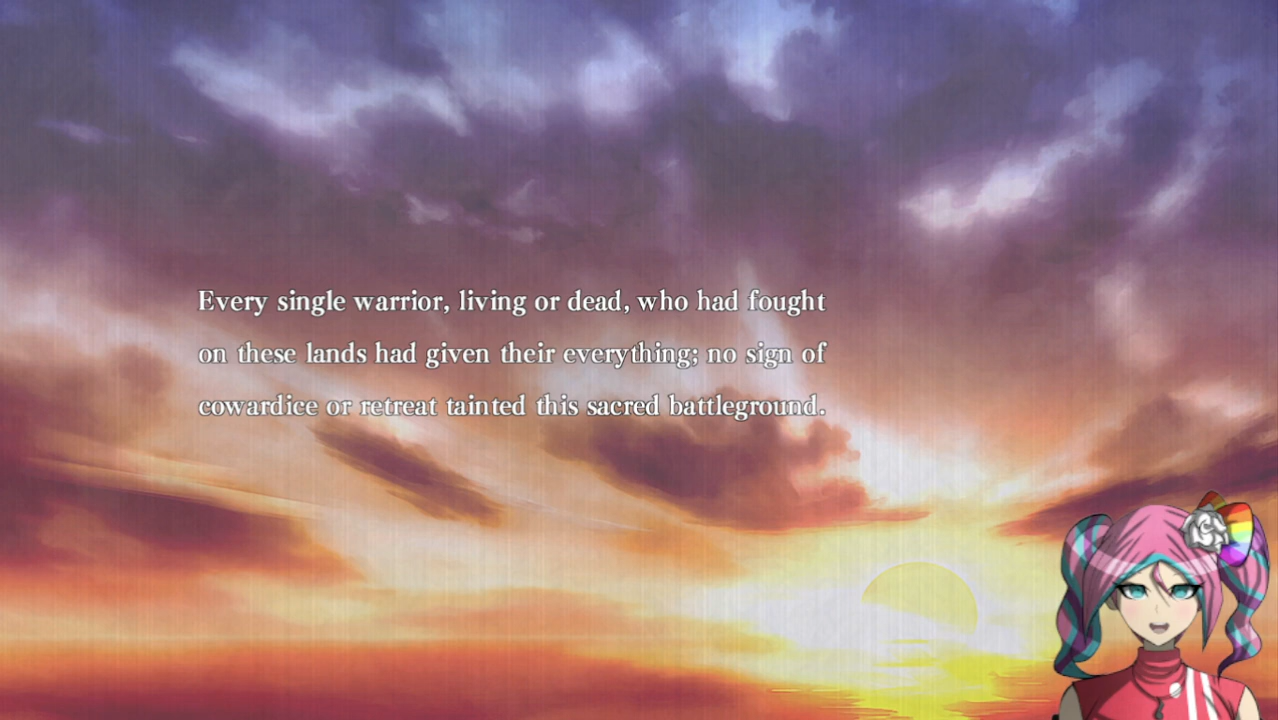 Every single warrior, living or dead, who had fought
on these lands had given their everything; no sign of
cowardice or retreat tainted this sacred battleground.